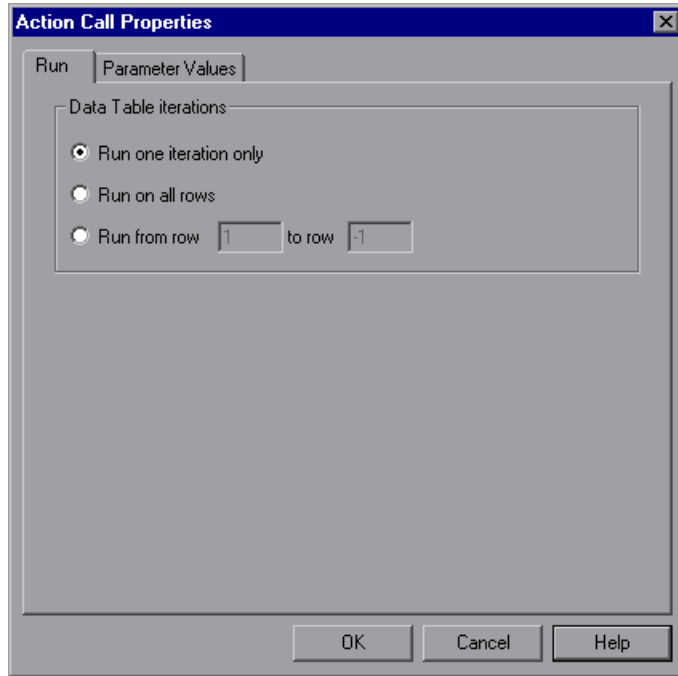 Action Call Properties
Run Parameter Values
Data Table iterations
Run one iteration only
Run on all rows
Run from row 1 to row -1
OK Cancel Help